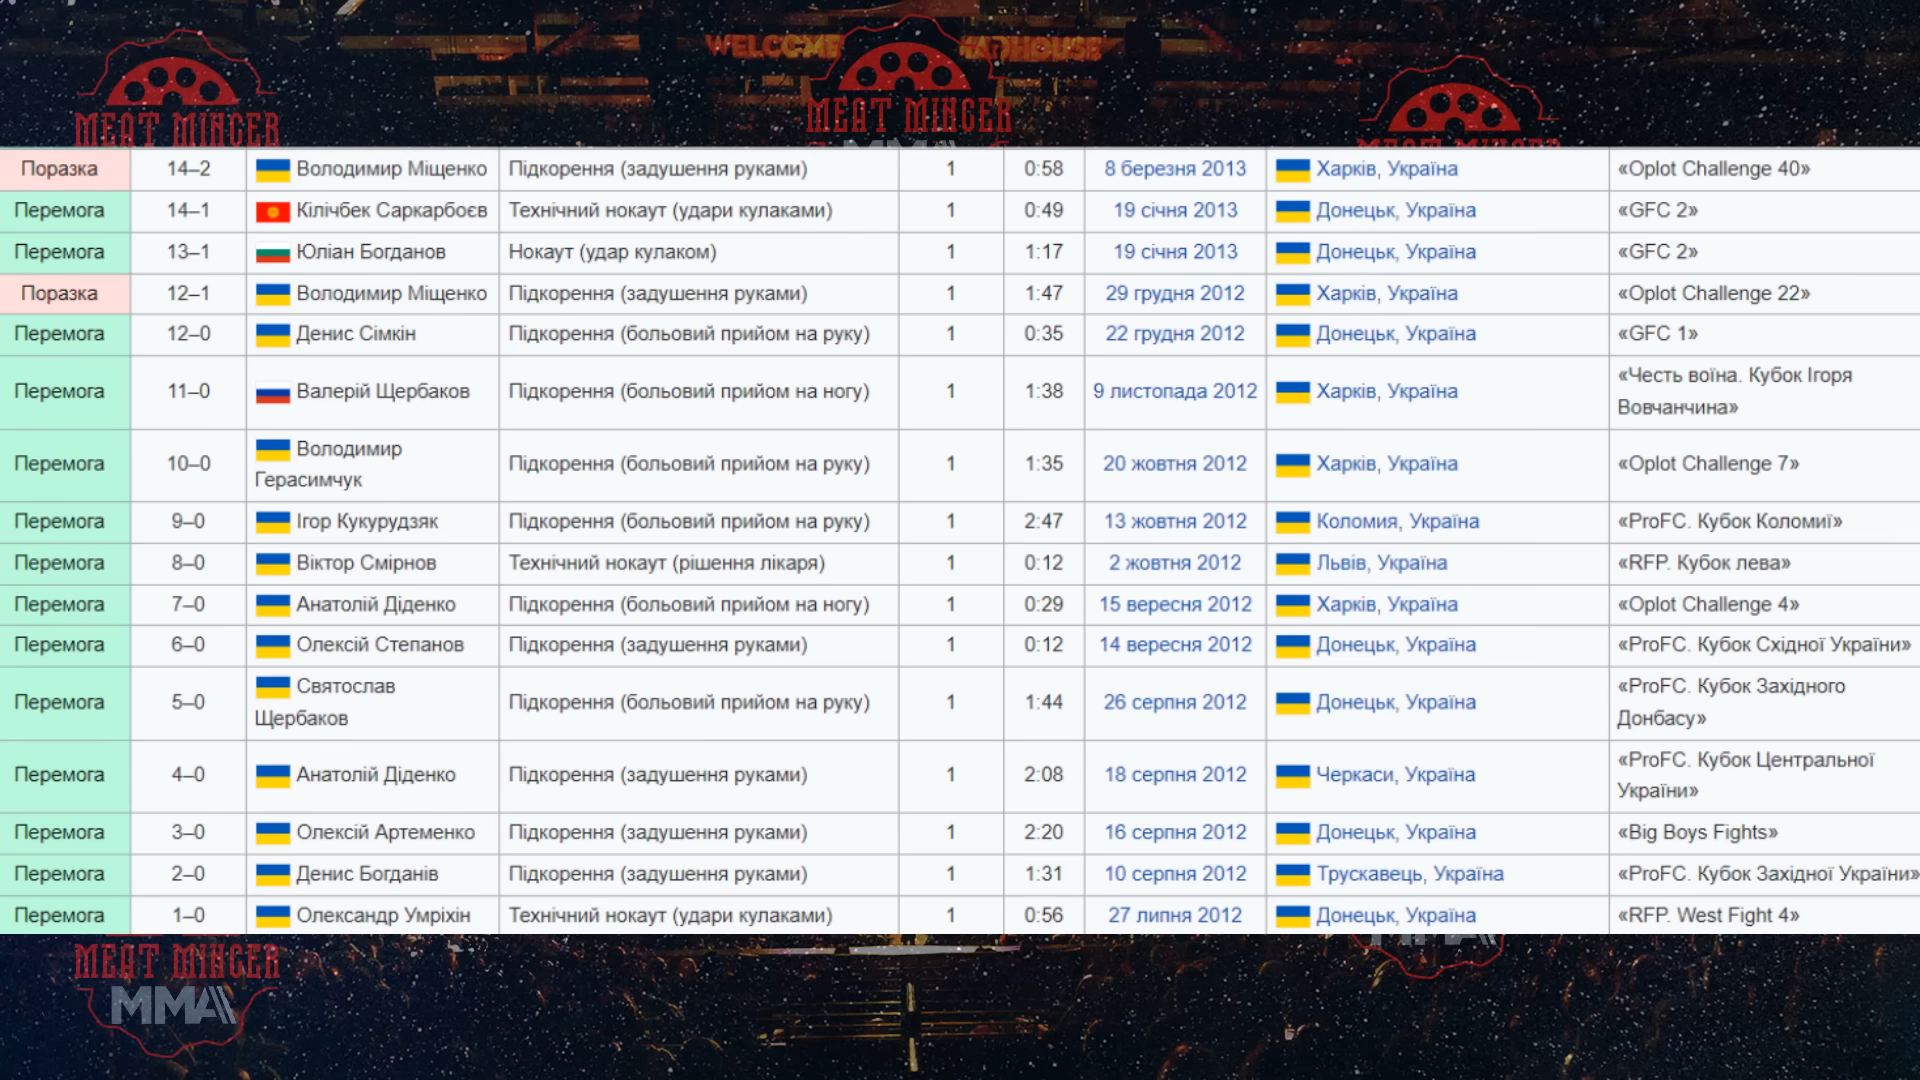 WELCOME MADHOUSE
MEAT MINCER
MEAT MINCER
MEAT MINCER
Поразка 14–2 Володимир Міщенко Підкорення (задушення руками) 1 0:58 8 березня 2013 Харків, Україна «Oplot Challenge 40»
Перемога 14–1 Кілічбек Саркарбоєв Технічний нокаут (удари кулаками) 1 0:49 19 січня 2013 Донецьк, Україна «GFC 2»
Перемога 13–1 Юліан Богданов Нокаут (удар кулаком) 1 1:17 19 січня 2013 Донецьк, Україна «GFC 2»
Поразка 12–1 Володимир Міщенко Підкорення (задушення руками) 1 1:47 29 грудня 2012 Харків, Україна «Oplot Challenge 22»
Перемога 12–0 Денис Сімкін Підкорення (больовий прийом на руку) 1 0:35 22 грудня 2012 Донецьк, Україна «GFC 1»
Перемога 11–0 Валерій Щербаков Підкорення (больовий прийом на ногу) 1 1:38 9 листопада 2012 Харків, Україна «Честь воїна. Кубок Ігоря
Вовчанчина»
Перемога 10–0 Володимир
Герасимчук Підкорення (больовий прийом на руку) 1 1:35 20 жовтня 2012 Харків, Україна «Oplot Challenge 7»
Перемога 9–0 Ігор Кукурудзяк Підкорення (больовий прийом на руку) 1 2:47 13 жовтня 2012 Коломия, Україна «ProFC. Кубок Коломиї»
Перемога 8–0 Віктор Смірнов Технічний нокаут (рішення лікаря) 1 0:12 2 жовтня 2012 Львів, Україна «RFP. Кубок лева»
Перемога 7–0 Анатолій Діденко Підкорення (больовий прийом на ногу) 1 0:29 15 вересня 2012 Харків, Україна «Oplot Challenge 4»
Перемога 6–0 Олексій Степанов Підкорення (задушення руками) 1 0:12 14 вересня 2012 Донецьк, Україна «ProFC. Кубок Східної України»
Перемога 5–0 Святослав
Щербаков Підкорення (больовий прийом на руку) 1 1:44 26 серпня 2012 Донецьк, Україна «ProFC. Кубок Західного
Донбасу»
Перемога 4–0 Анатолій Діденко Підкорення (задушення руками) 1 2:08 18 серпня 2012 Черкаси, Україна «ProFC. Кубок Центральної
України»
Перемога 3–0 Олексій Артеменко Підкорення (задушення руками) 1 2:20 16 серпня 2012 Донецьк, Україна «Big Boys Fights»
Перемога 2–0 Денис Богданів Підкорення (задушення руками) 1 1:31 10 серпня 2012 Трускавець, Україна «ProFC. Кубок Західної України»
Перемога 1–0 Олександр Умріхін Технічний нокаут (удари кулаками) 1 0:56 27 липня 2012 Донецьк, Україна «RFP. West Fight 4»
MEAT MINCER
MMA
MMA